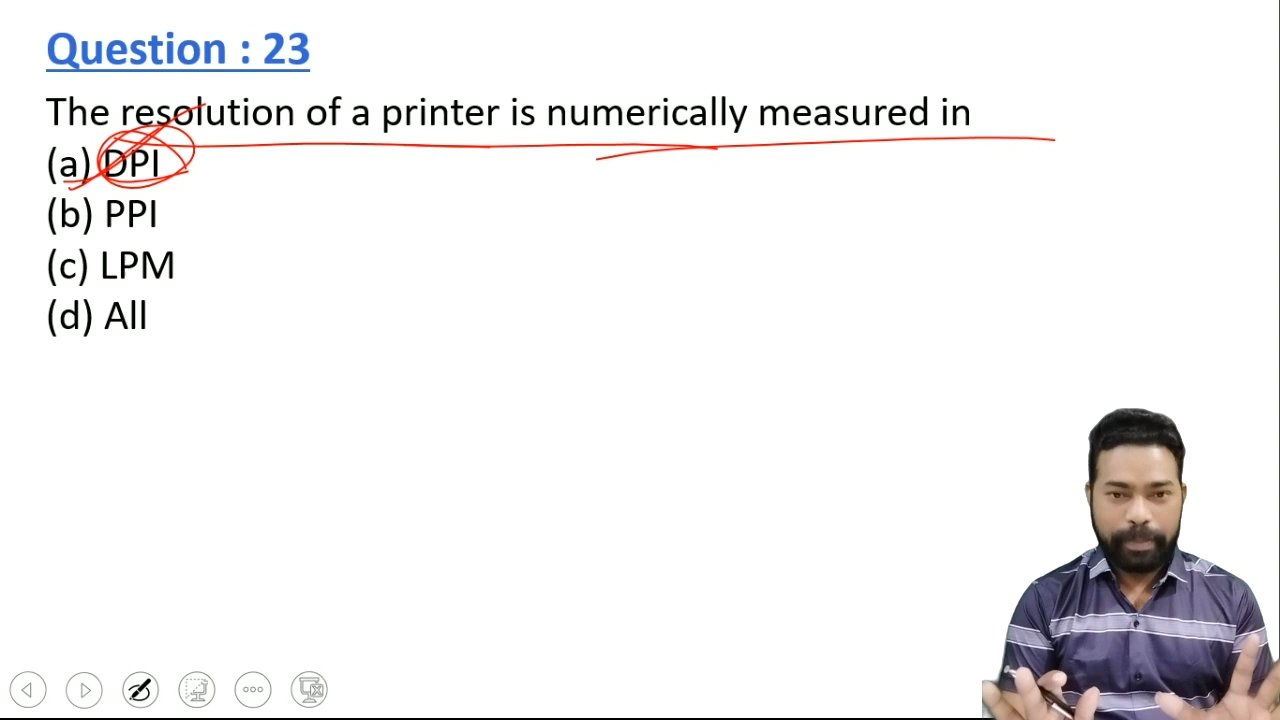 Question : 23
The resolution of a printer is numerically measured in
(a) DPI
(b) PPI
(c) LPM
(d) All